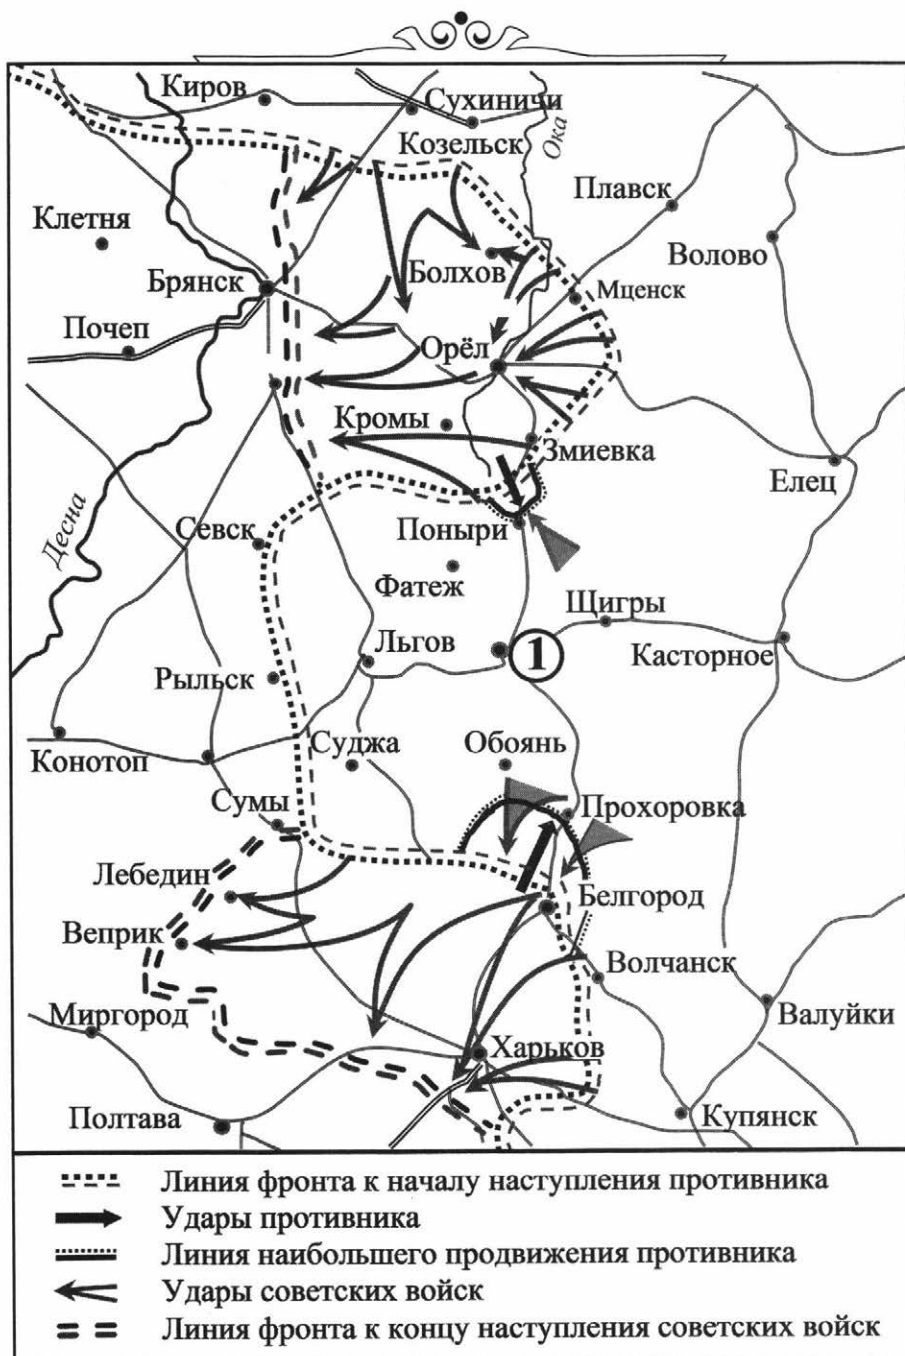 Киров
Сухиничи
Козельск
Ока
Плавск
Клетня
Волово
Брянск
Болхов
Мценск
Почеп
Орёл
Кромы
Змиевка
Елец
Десна
Севск
Поныри
Фатеж
Щигры
Льгов
1
Касторное
Рыльск
Суджа
Обоянь
Конотоп
Сумы
Прохоровка
Лебедин
Белгород
Веприк
Волчанск
Миргород
Валуйки
Харьков
Полтава
Купянск
Линия фронта к началу наступления противника
Удары противника
Линия наибольшего продвижения противника
Удары советских войск
Линия фронта к концу наступления советских войск